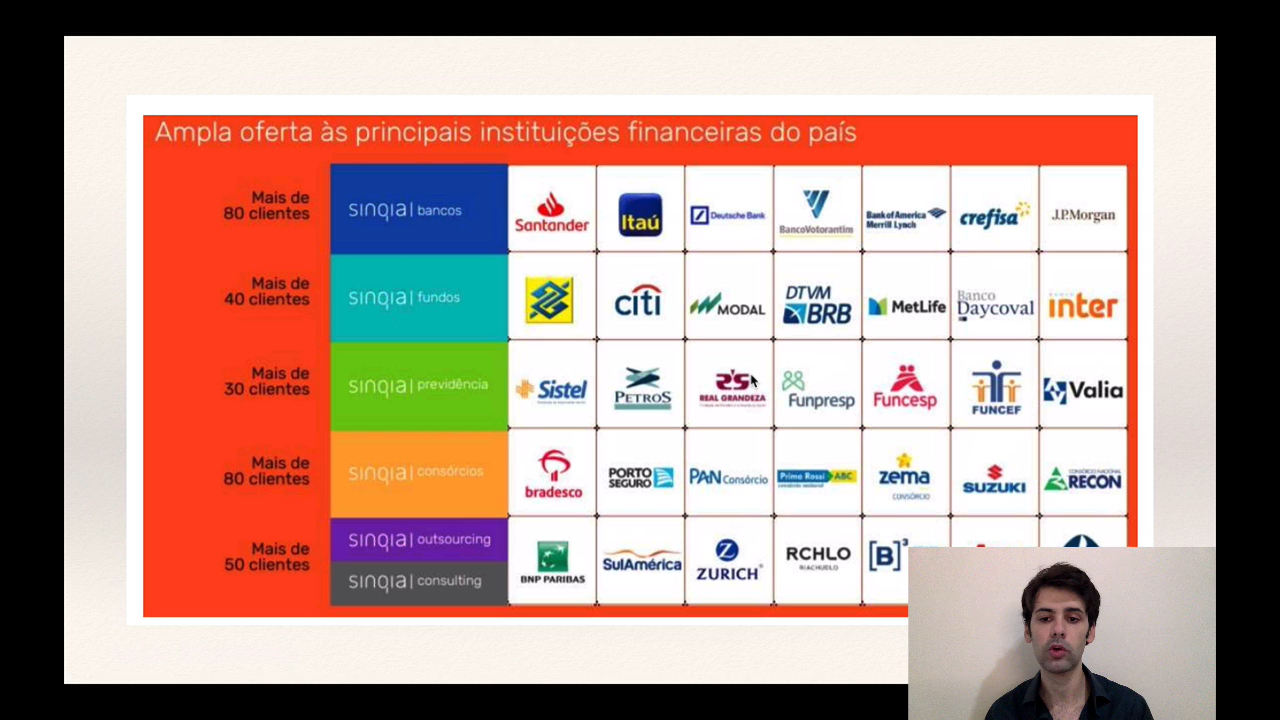 Ampla oferta às principais instituições financeiras do país
Mais de
80 clientes
sinqia | bancos
Santander
Itaú
Deutsche Bank
BancoVotorantim
Bank of America
Merrill Lynch
crefisa
J.P.Morgan
Mais de
40 clientes
sinqia | fundos
citi
MODAL
DTVM
BRB
MetLife
Banco
Daycoval
inter
Mais de
30 clientes
sinqia | previdência
Sistel
PETROS
REAL GRANDEZA
Funpresp
Funcesp
FUNCEF
Valia
Mais de
80 clientes
sinqia | consórcios
bradesco
PORTO
SEGURO
PAN Consórcio
Primo Rossi ABC
zema
CONSÓRCIO
SUZUKI
CONSÓRCIO NACIONAL
RECON
Mais de
50 clientes
sinqia | outsourcing
sinqia | consulting
BNP PARIBAS
SulAmérica
ZURICH
RCHLO
RIACHUELO
[B]³